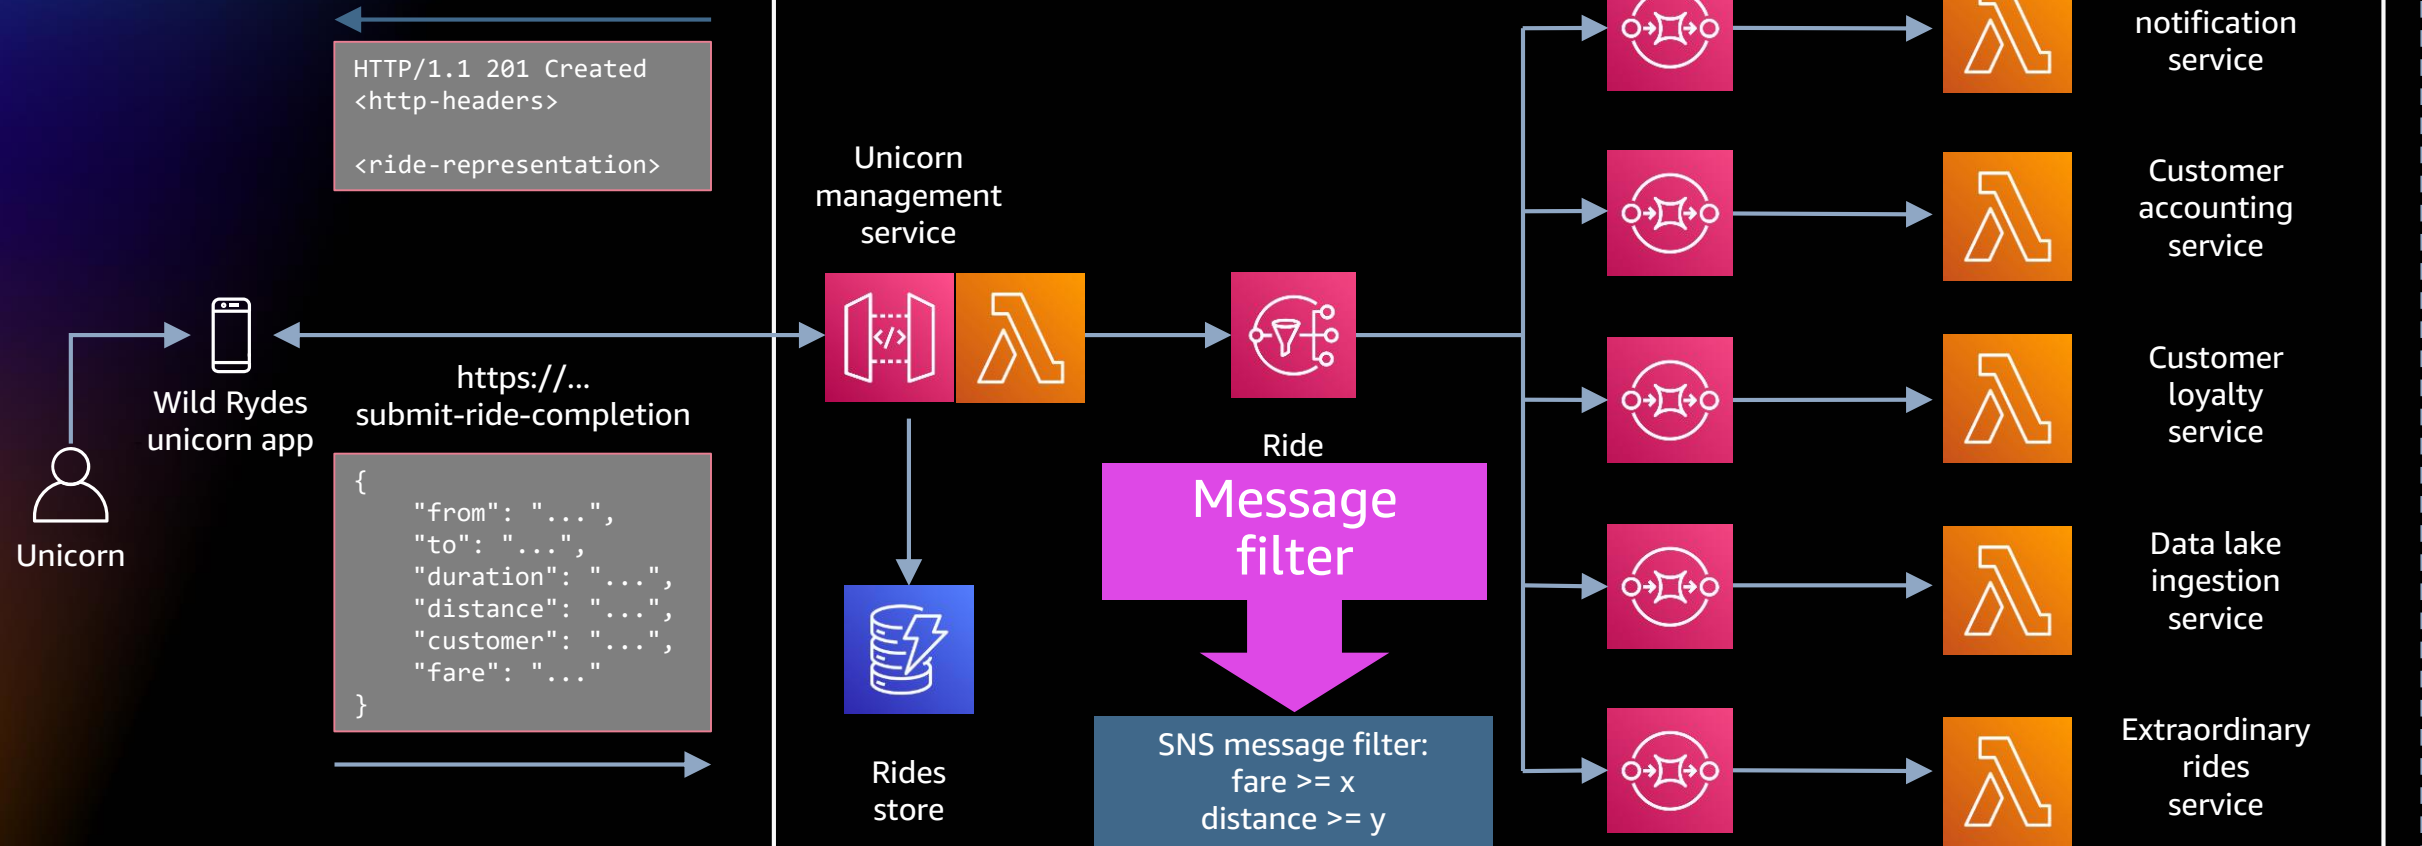 HTTP/1.1 201 Created
<http-headers>
<ride-representation>
Unicorn
management
service
Wild Rydes
unicorn app
Unicorn
https://...
submit-ride-completion
{
"from": "...",
"to": "...",
"duration": "...",
"distance": "...",
"customer": "...",
"fare": "..."
}
Rides
store
Ride
Message
filter
SNS message filter:
fare >= x
distance >= y
notification
service
Customer
accounting
service
Customer
loyalty
service
Data lake
ingestion
service
Extraordinary
rides
service